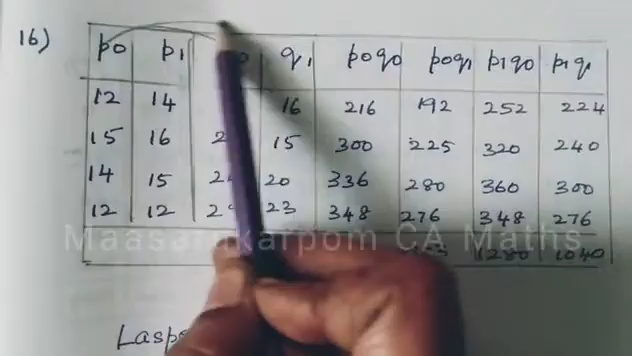 16)
p0 p1 q1 p0q0 p0q1 p1q0 p1q1
12 14 16 216 192 252 224
15 16 15 300 225 320 240
14 15 20 336 280 360 300
12 12 23 348 276 348 276
Maasamkarpom CA Maths
1280 1040